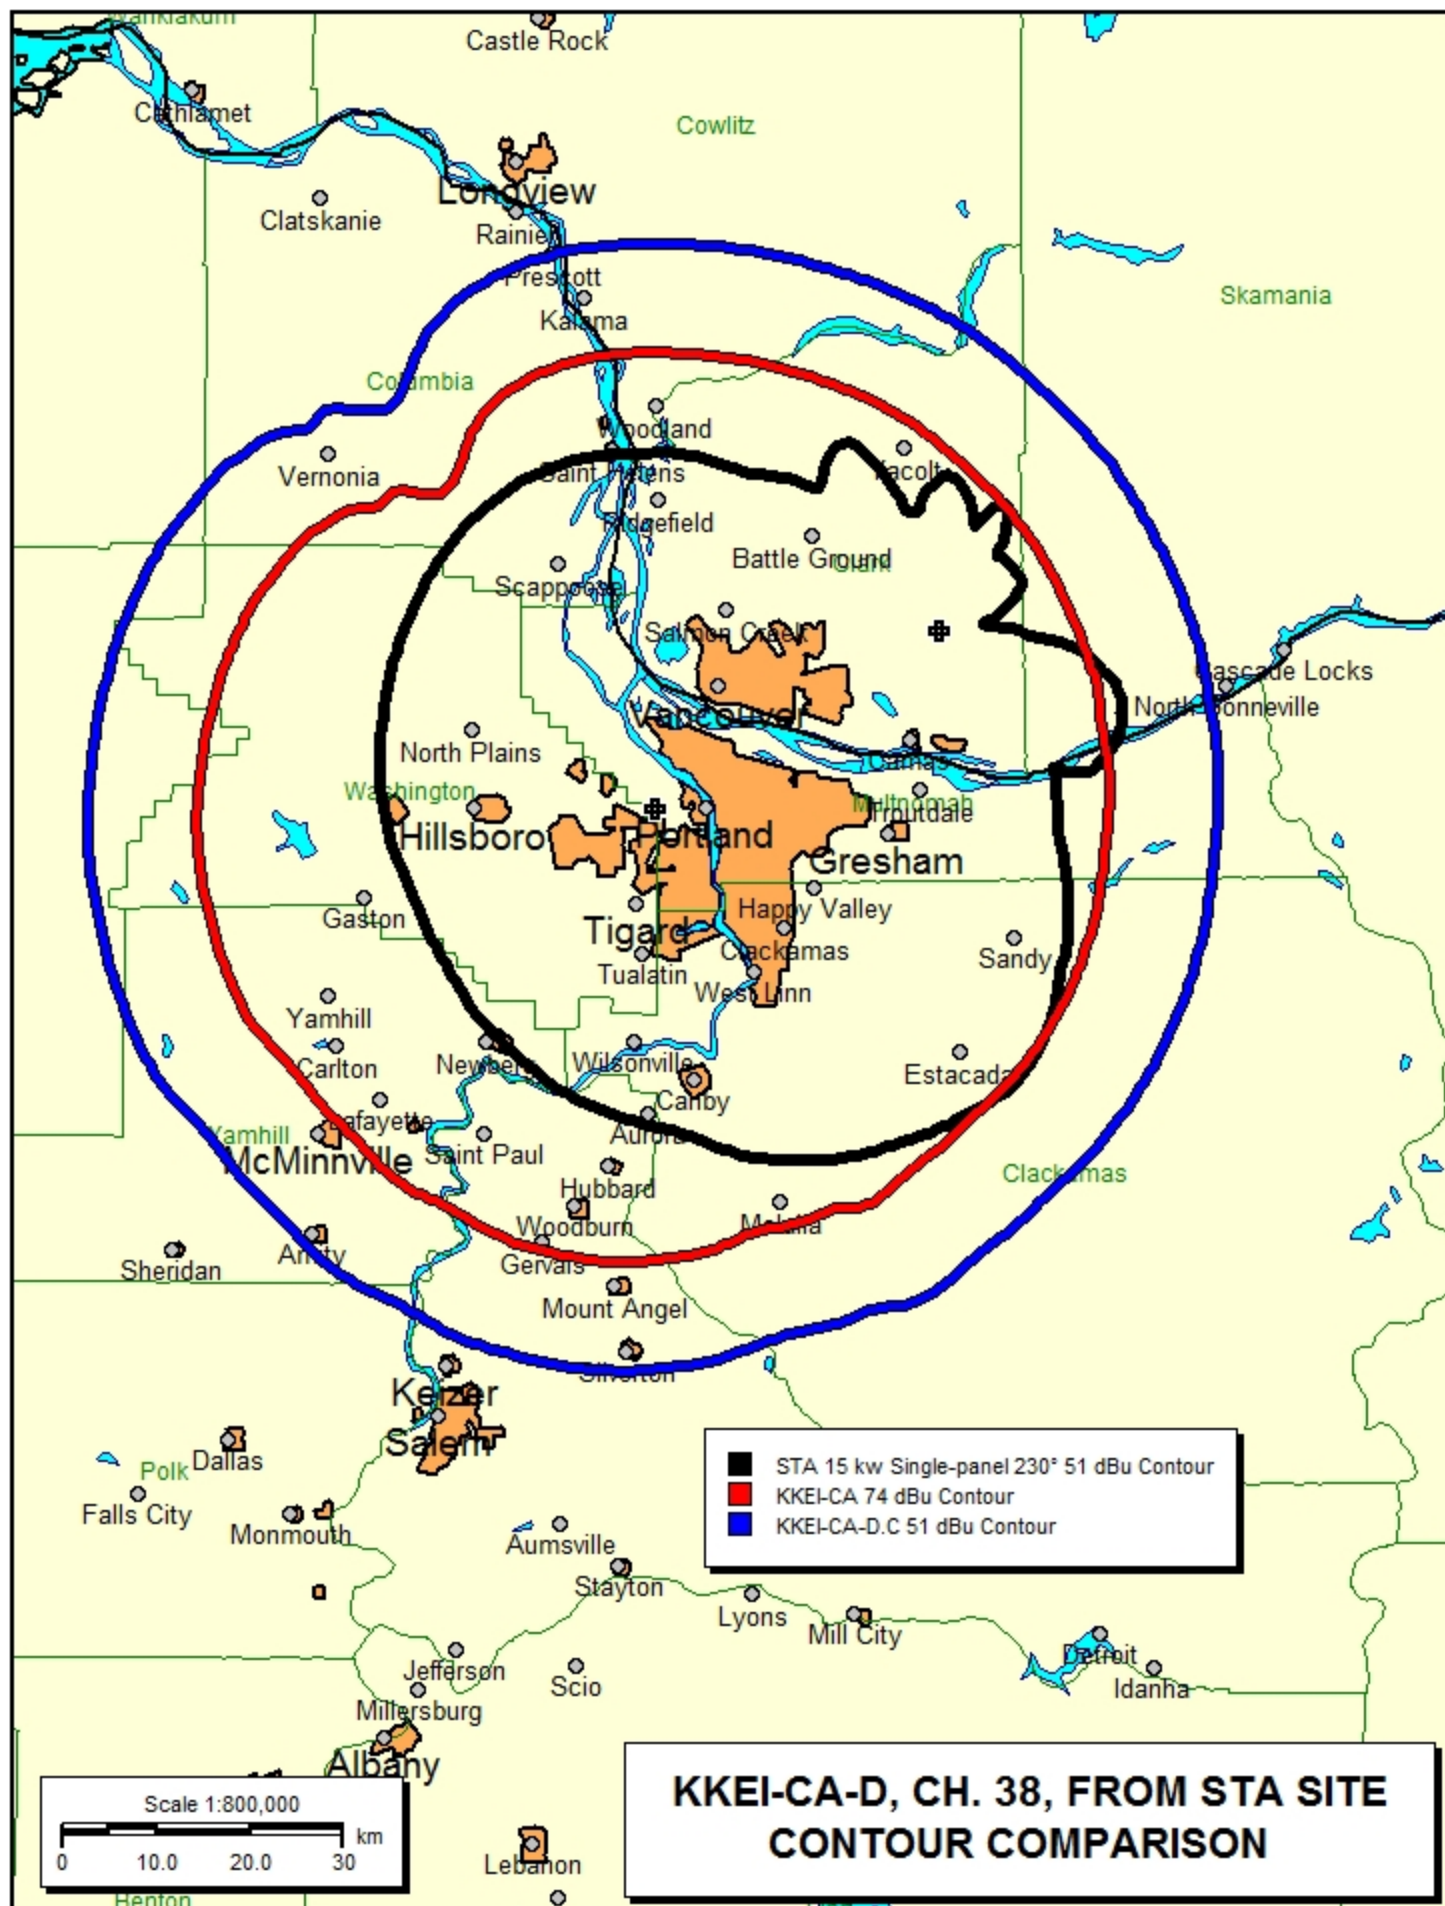 Wahkiakum
Castle Rock
Cathlamet
Cowlitz
Longview
Clatskanie
Rainier
Prescott
Skamania
Kalama
Columbia
Woodland
Vernonia
Saint Helens
Yacolt
Ridgefield
Battle Ground
Clark
Scappoose
Salmon Creek
Cascade Locks
North Bonneville
Vancouver
North Plains
Camas
Washington
Multnomah
Troutdale
Hillsboro
Portland
Gresham
Gaston
Happy Valley
Tigard
Clackamas
Sandy
Tualatin
West Linn
Yamhill
Carlton
Newberg
Wilsonville
Estacada
Canby
Lafayette
Aurora
Yamhill
McMinnville
Saint Paul
Clackamas
Hubbard
Woodburn
Molalla
Amity
Gervais
Sheridan
Mount Angel
Silverton
Keizer
Salem
Dallas
Polk
Falls City
Monmouth
Aumsville
Stayton
Lyons
Mill City
Detroit
Idanha
Jefferson
Scio
Millersburg
Albany
Lebanon
Benton
STA 15 kw Single-panel 230° 51 dBu Contour
KKEI-CA 74 dBu Contour
KKEI-CA-D.C 51 dBu Contour
KKEI-CA-D, CH. 38, FROM STA SITE
CONTOUR COMPARISON
Scale 1:800,000
km
0 10.0 20.0 30